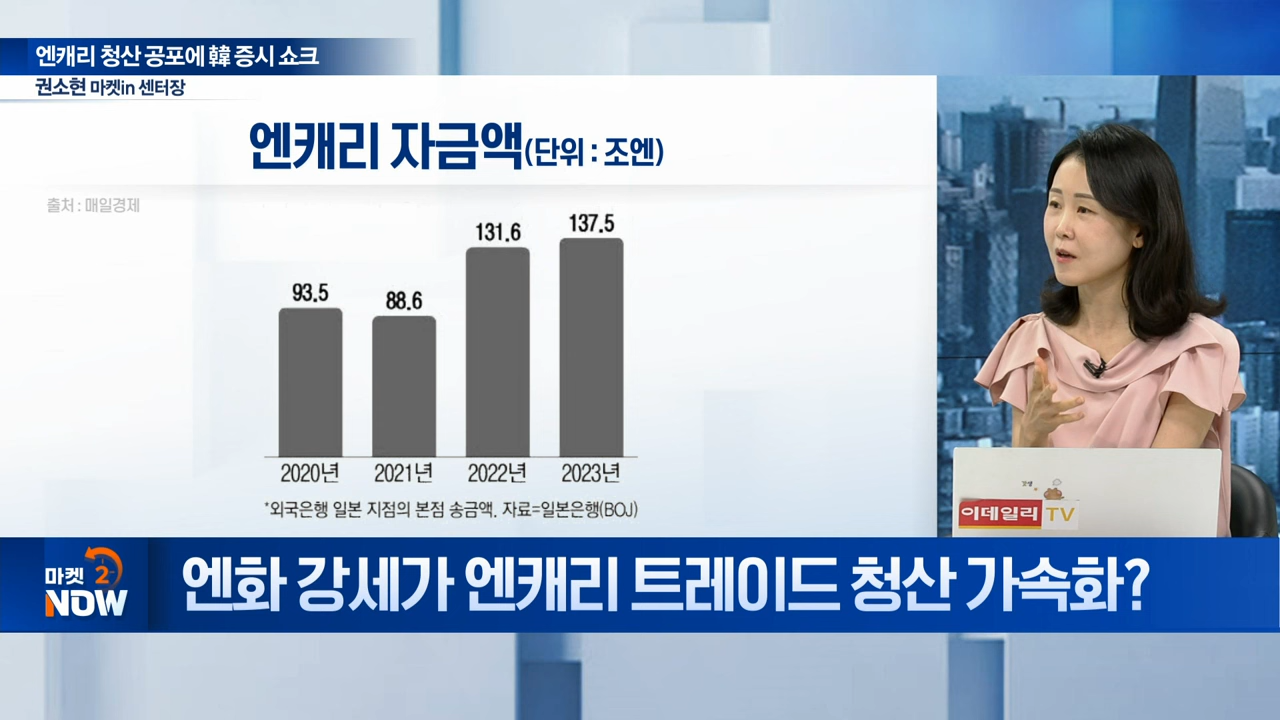 엔캐리 청산 공포에 韓 증시 쇼크
권소현 마켓in 센터장
엔캐리 자금액(단위 : 조엔)
출처 : 매일경제
93.5
88.6
131.6
137.5
2020년
2021년
2022년
2023년
*외국은행 일본 지점의 본점 송금액. 자료=일본은행(BOJ)
이데일리 TV
마켓 2
NOW
엔화 강세가 엔캐리 트레이드 청산 가속화?